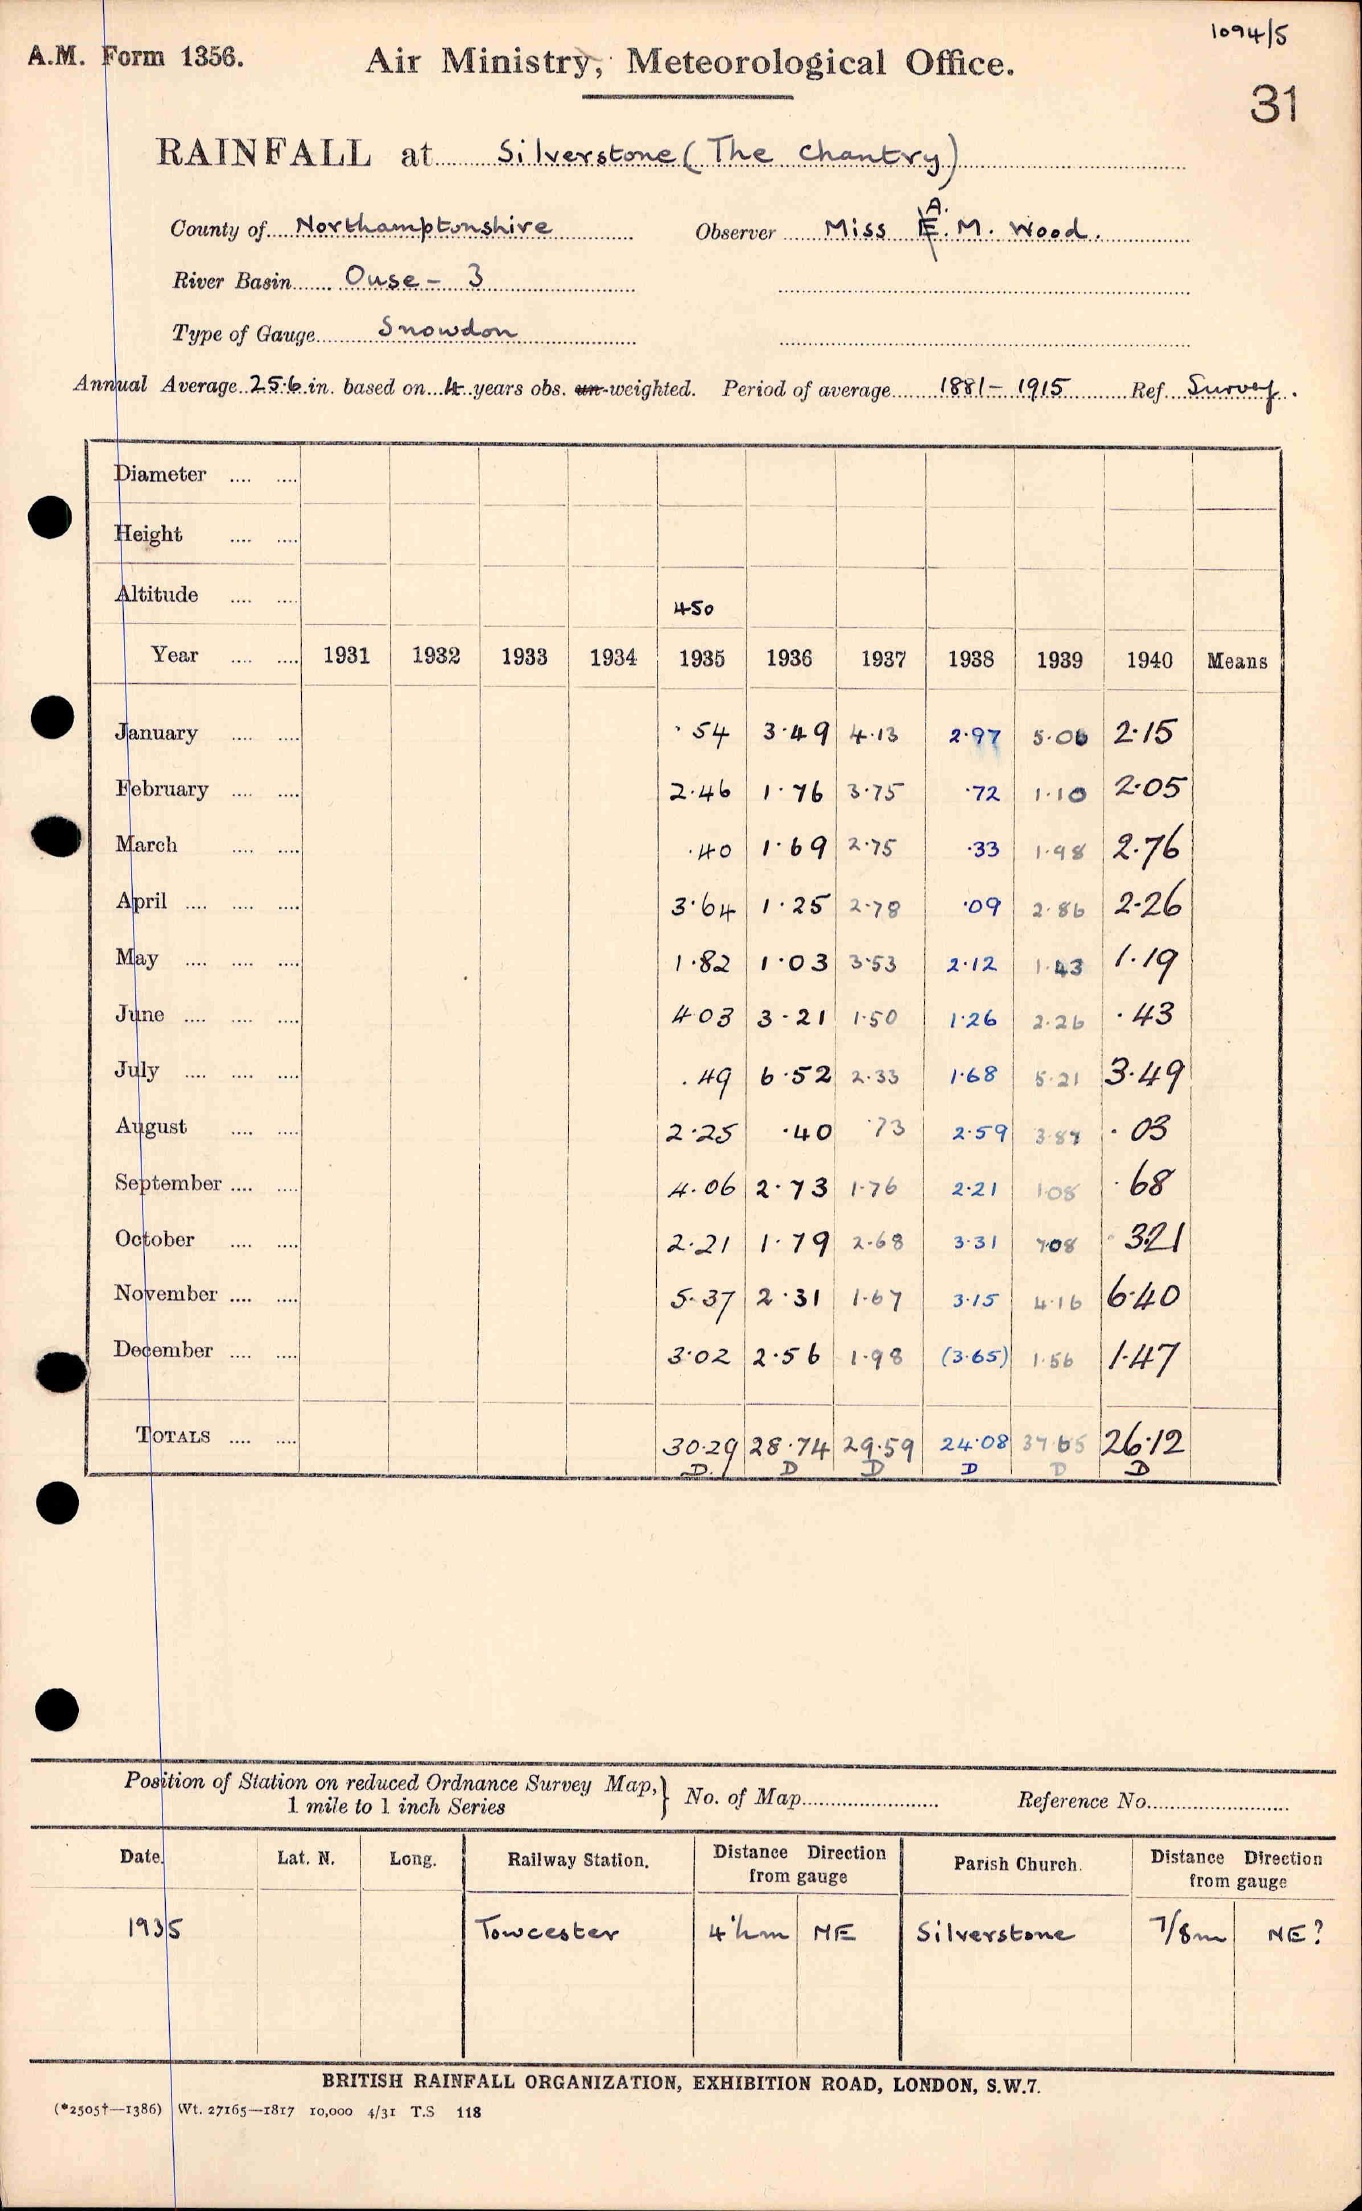 1094/5
A.M. Form 1356. Air Ministry, Meteorological Office.
31
RAINFALL at Silverstone (The Chantry)
A.
County of Northamptonshire Observer Miss E. M. Wood.
River Basin Ouse - 3
Type of Gauge Snowdon
Annual Average 25.6 in. based on 4 years obs. un-weighted. Period of average 1881 - 1915 Ref. Survey.
Diameter .... ....
Height .... ....
Altitude .... .... 450
Year .... .... 1931 1932 1933 1934 1935 1936 1937 1938 1939 1940 Means
January .... .... .54 3.49 4.13 2.97 5.06 2.15
February .... .... 2.46 1.76 3.75 .72 1.10 2.05
March .... .... .40 1.69 2.75 .33 1.98 2.76
April .... .... .... 3.64 1.25 2.78 .09 2.86 2.26
May .... .... .... 1.82 1.03 3.53 2.12 1.43 1.19
June .... .... .... 4 03 3.21 1.50 1.26 2.26 .43
July .... .... .... .49 6.52 2.33 1.68 5.21 3.49
August .... .... 2.25 .40 .73 2.59 3.87 .03
September .... .... 4.06 2.73 1.76 2.21 1.08 .68
October .... .... 2.21 1.79 2.68 3.31 7.08 3.21
November .... .... 5.37 2.31 1.67 3.15 4.16 6.40
December .... .... 3.02 2.56 1.98 (3.65) 1.56 1.47
TOTALS .... .... 30.29 28.74 29.59 24.08 37.65 26.12
D. D D D D D
Position of Station on reduced Ordnance Survey Map, } No. of Map Reference No.
1 mile to 1 inch Series
Date. Lat. N. Long. Railway Station. Distance Direction from gauge Parish Church. Distance Direction from gauge
1935 Towcester 4½m NE Silverstone 7/8m NE?
BRITISH RAINFALL ORGANIZATION, EXHIBITION ROAD, LONDON, S.W.7.
(*2505†—1386) Wt. 27165—1817 10,000 4/31 T.S 118